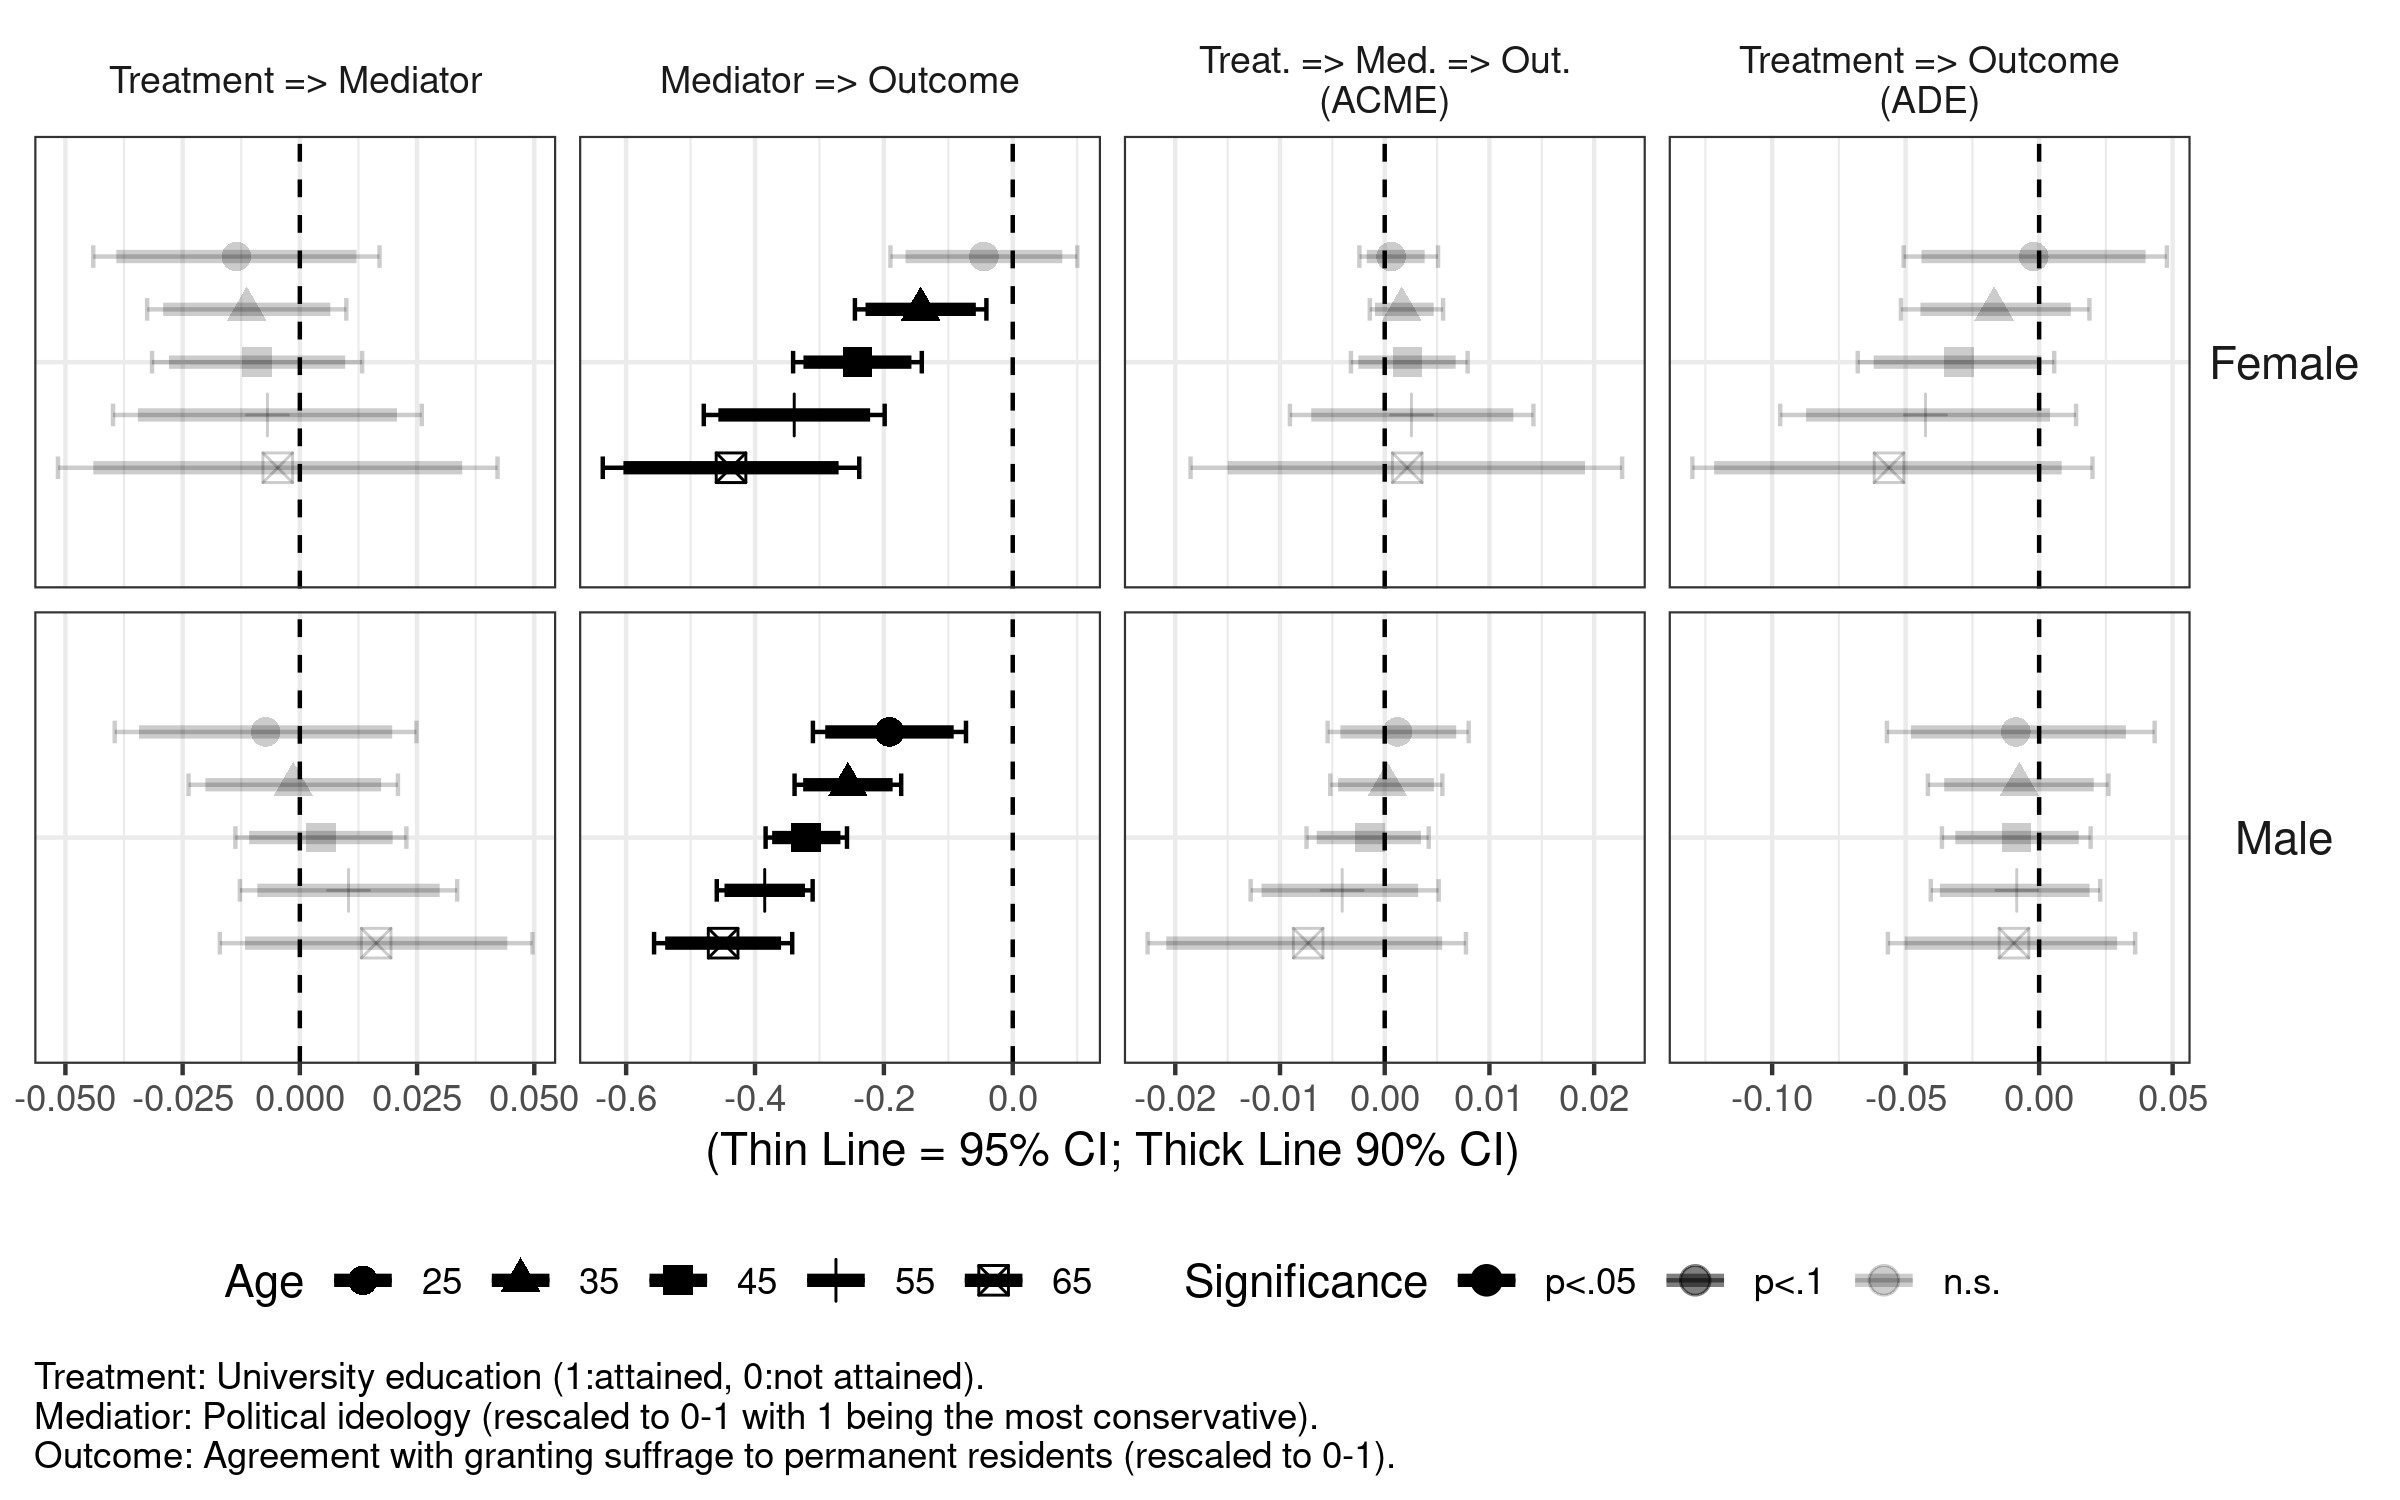 Treatment => Mediator
Mediator => Outcome
Treat. => Med. => Out.
(ACME)
Treatment => Outcome
(ADE)
Female
Male
-0.050 -0.025 0.000 0.025 0.050
-0.6 -0.4 -0.2 0.0
-0.02 -0.01 0.00 0.01 0.02
-0.10 -0.05 0.00 0.05
(Thin Line = 95% CI; Thick Line 90% CI)
Age 25 35 45 55 65
Significance p<.05 p<.1 n.s.
Treatment: University education (1:attained, 0:not attained).
Mediatior: Political ideology (rescaled to 0-1 with 1 being the most conservative).
Outcome: Agreement with granting suffrage to permanent residents (rescaled to 0-1).